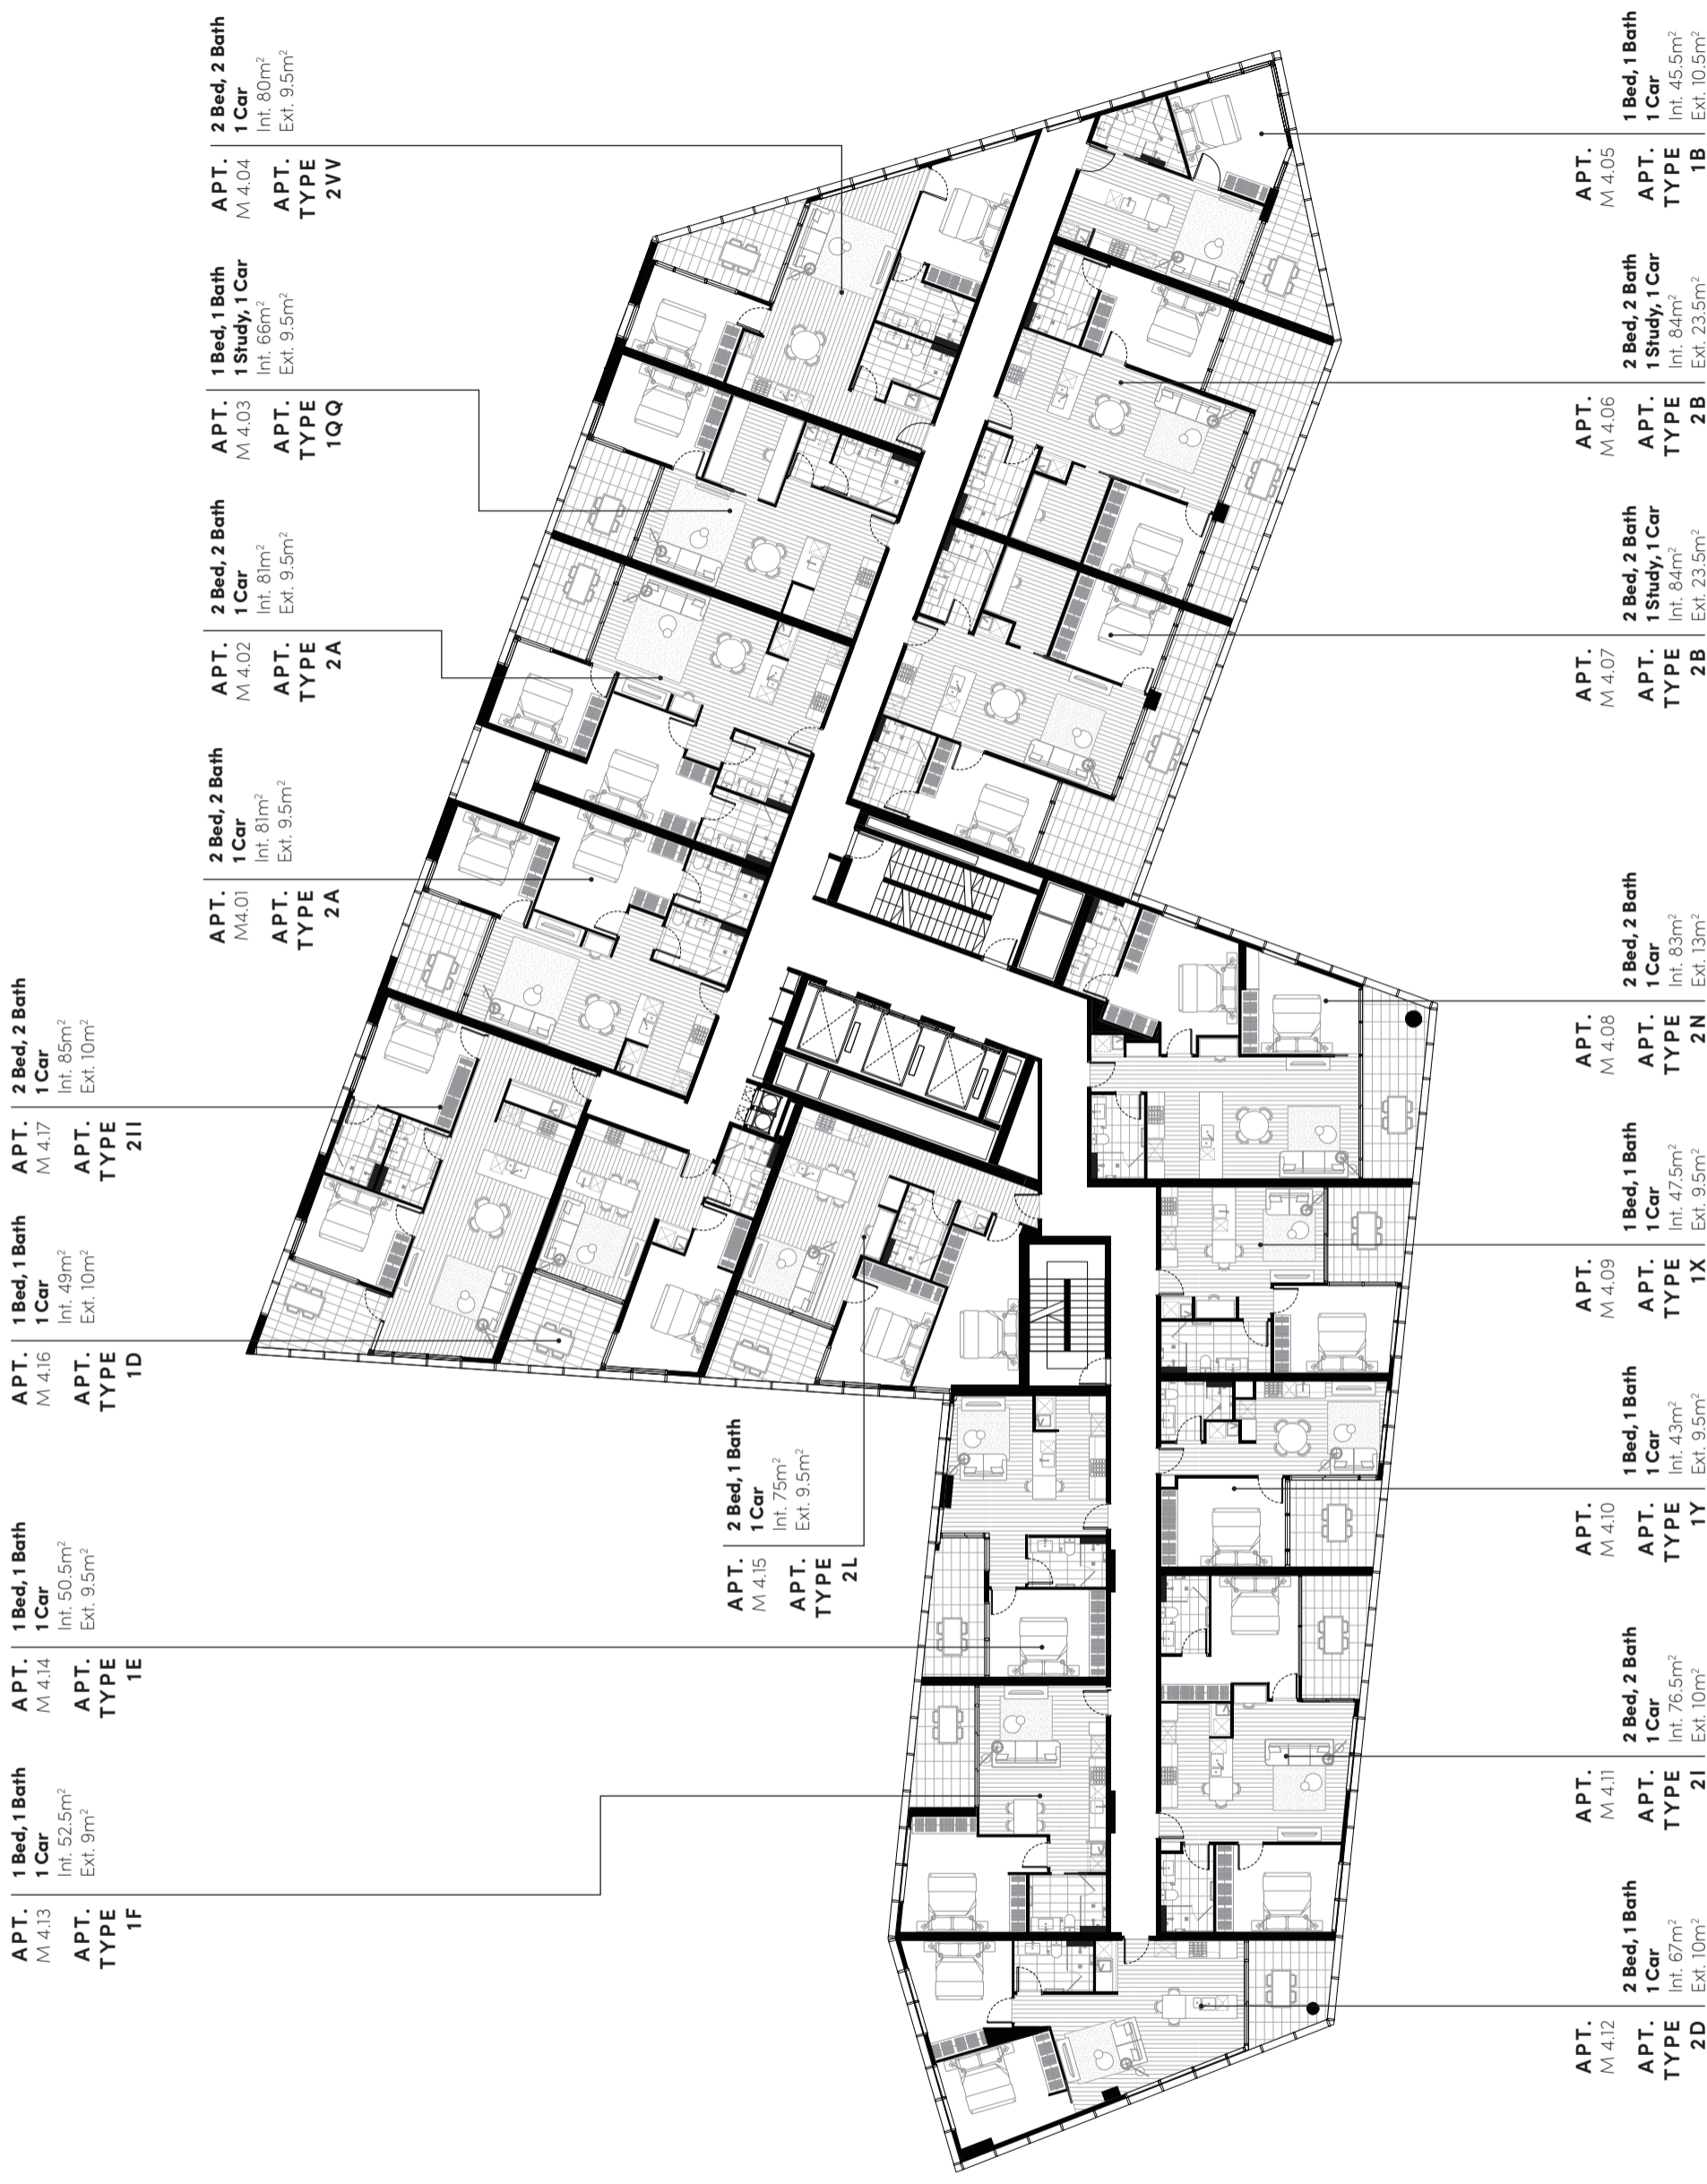 APT.
M 4.13
APT.
TYPE
1F
1 Bed, 1 Bath
1 Car
Int. 52.5m²
Ext. 9m²
APT.
M 4.14
APT.
TYPE
1E
1 Bed, 1 Bath
1 Car
Int. 50.5m²
Ext. 9.5m²
APT.
M 4.16
APT.
TYPE
1D
1 Bed, 1 Bath
1 Car
Int. 49m²
Ext. 10m²
APT.
M 4.17
APT.
TYPE
2II
2 Bed, 2 Bath
1 Car
Int. 85m²
Ext. 10m²
APT.
M4.01
APT.
TYPE
2A
2 Bed, 2 Bath
1 Car
Int. 81m²
Ext. 9.5m²
APT.
M 4.02
APT.
TYPE
2A
2 Bed, 2 Bath
1 Car
Int. 81m²
Ext. 9.5m²
APT.
M 4.03
APT.
TYPE
1QQ
1 Bed, 1 Bath
1 Study, 1 Car
Int. 66m²
Ext. 9.5m²
APT.
M 4.04
APT.
TYPE
2VV
2 Bed, 2 Bath
1 Car
Int. 80m²
Ext. 9.5m²
APT.
M 4.15
APT.
TYPE
2L
2 Bed, 1 Bath
1 Car
Int. 75m²
Ext. 9.5m²
APT.
M 4.12
APT.
TYPE
2D
2 Bed, 1 Bath
1 Car
Int. 67m²
Ext. 10m²
APT.
M 4.11
APT.
TYPE
2I
2 Bed, 2 Bath
1 Car
Int. 76.5m²
Ext. 10m²
APT.
M 4.10
APT.
TYPE
1Y
1 Bed, 1 Bath
1 Car
Int. 43m²
Ext. 9.5m²
APT.
M 4.09
APT.
TYPE
1X
1 Bed, 1 Bath
1 Car
Int. 47.5m²
Ext. 9.5m²
APT.
M 4.08
APT.
TYPE
2N
2 Bed, 2 Bath
1 Car
Int. 83m²
Ext. 13m²
APT.
M 4.07
APT.
TYPE
2B
2 Bed, 2 Bath
1 Study, 1 Car
Int. 84m²
Ext. 23.5m²
APT.
M 4.06
APT.
TYPE
2B
2 Bed, 2 Bath
1 Study, 1 Car
Int. 84m²
Ext. 23.5m²
APT.
M 4.05
APT.
TYPE
1B
1 Bed, 1 Bath
1 Car
Int. 45.5m²
Ext. 10.5m²